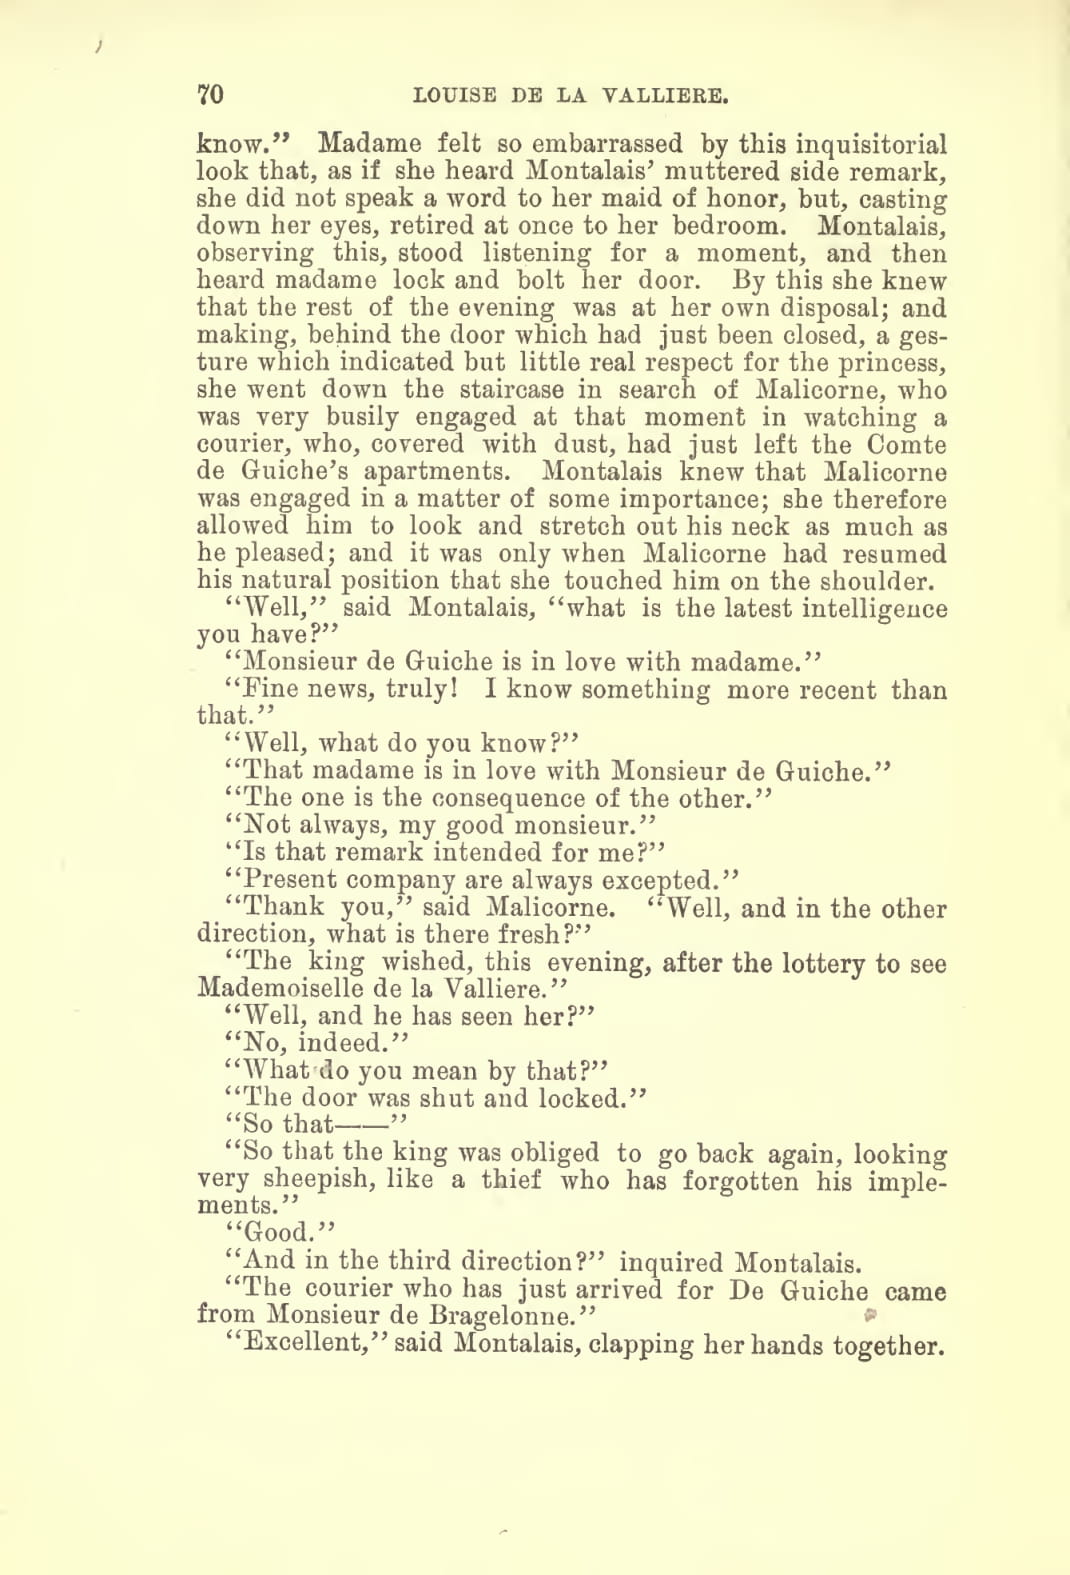 70 LOUISE DE LA VALLIERE.
know.” Madame felt so embarrassed by this inquisitorial
look that, as if she heard Montalais’ muttered side remark,
she did not speak a word to her maid of honor, but, casting
down her eyes, retired at once to her bedroom. Montalais,
observing this, stood listening for a moment, and then
heard madame lock and bolt her door. By this she knew
that the rest of the evening was at her own disposal; and
making, behind the door which had just been closed, a ges-
ture which indicated but little real respect for the princess,
she went down the staircase in search of Malicorne, who
was very busily engaged at that moment in watching a
courier, who, covered with dust, had just left the Comte
de Guiche’s apartments. Montalais knew that Malicorne
was engaged in a matter of some importance; she therefore
allowed him to look and stretch out his neck as much as
he pleased; and it was only when Malicorne had resumed
his natural position that she touched him on the shoulder.
“Well,” said Montalais, “what is the latest intelligence
you have?”
“Monsieur de Guiche is in love with madame.”
“Fine news, truly! I know something more recent than
that.”
“Well, what do you know?”
“That madame is in love with Monsieur de Guiche.”
“The one is the consequence of the other.”
“Not always, my good monsieur.”
“Is that remark intended for me?”
“Present company are always excepted.”
“Thank you,” said Malicorne. “Well, and in the other
direction, what is there fresh?”
“The king wished, this evening, after the lottery to see
Mademoiselle de la Valliere.”
“Well, and he has seen her?”
“No, indeed.”
“What do you mean by that?”
“The door was shut and locked.”
“So that——”
“So that the king was obliged to go back again, looking
very sheepish, like a thief who has forgotten his imple-
ments.”
“Good.”
“And in the third direction?” inquired Montalais.
“The courier who has just arrived for De Guiche came
from Monsieur de Bragelonne.”
“Excellent,” said Montalais, clapping her hands together.